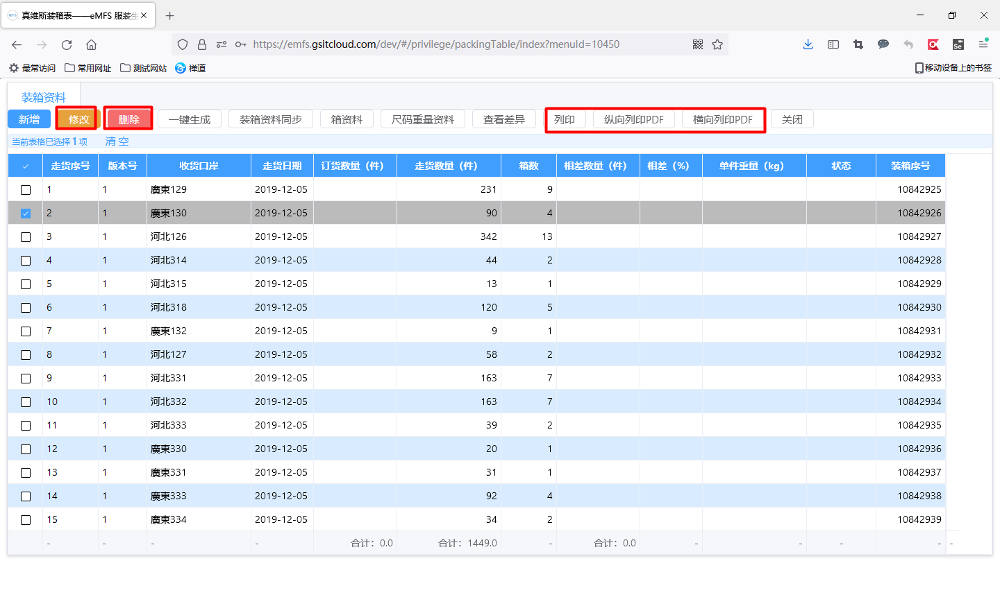 真维斯装箱表——eMFS 服装生
https://emfs.gsitcloud.com/dev/#/privilege/packingTable/index?menuId=10450
最常访问 常用网址 测试网站 禅道 移动设备上的书签
装箱资料
新增 修改 删除 一键生成 装箱资料同步 箱资料 尺码重量资料 查看差异 列印 纵向列印PDF 横向列印PDF 关闭
当前表格已选择 1 项 清 空
走货序号 版本号 收货口岸 走货日期 订货数量（件） 走货数量（件） 箱数 相差数量（件） 相差（%） 单件重量（kg） 状态 装箱序号
1 1 廣東129 2019-12-05 231 9 10842925
2 1 廣東130 2019-12-05 90 4 10842926
3 1 河北126 2019-12-05 342 13 10842927
4 1 河北314 2019-12-05 44 2 10842928
5 1 河北315 2019-12-05 13 1 10842929
6 1 河北318 2019-12-05 120 5 10842930
7 1 廣東132 2019-12-05 9 1 10842931
8 1 河北127 2019-12-05 58 2 10842932
9 1 河北331 2019-12-05 163 7 10842933
10 1 河北332 2019-12-05 163 7 10842934
11 1 河北333 2019-12-05 39 2 10842935
12 1 廣東330 2019-12-05 20 1 10842936
13 1 廣東331 2019-12-05 31 1 10842937
14 1 廣東333 2019-12-05 92 4 10842938
15 1 廣東334 2019-12-05 34 2 10842939
- - - - 合计：0.0 合计：1449.0 - 合计：0.0 - - - - -